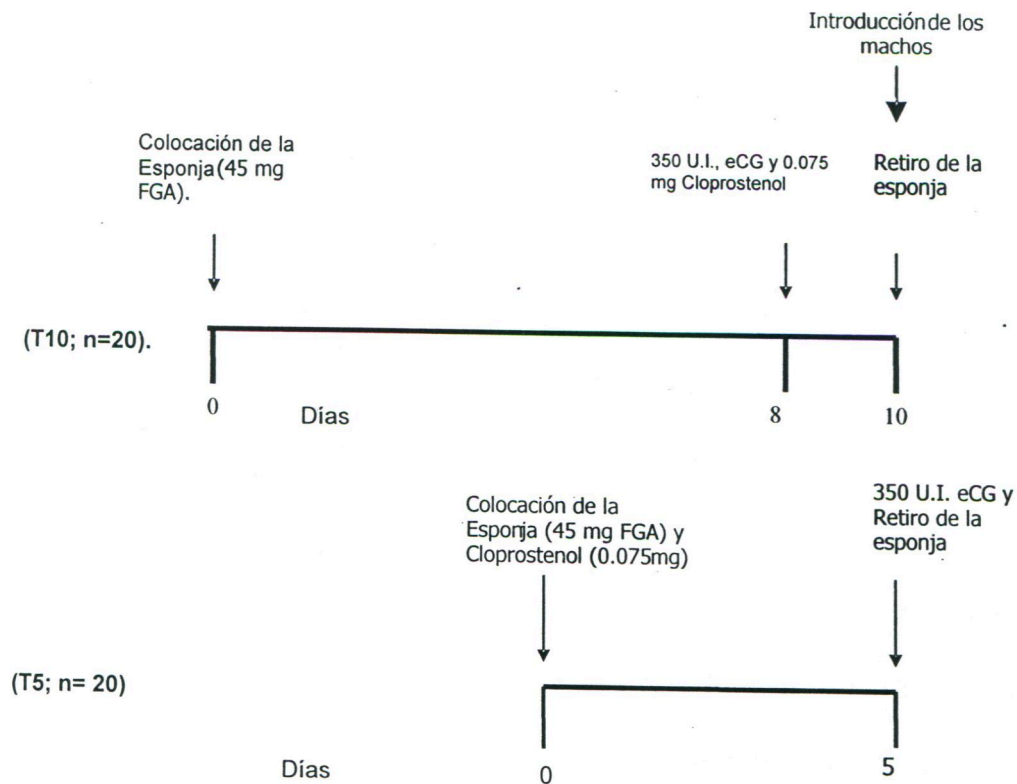 Introducción de los
machos
Colocación de la
Esponja (45 mg
FGA).
350 U.I., eCG y 0.075
mg Cloprostenol
Retiro de la
esponja
(T10; n=20).
0
Días
8
10
Colocación de la
Esponja (45 mg FGA) y
Cloprostenol (0.075mg)
350 U.I. eCG y
Retiro de la
esponja
(T5; n= 20)
Días
0
5